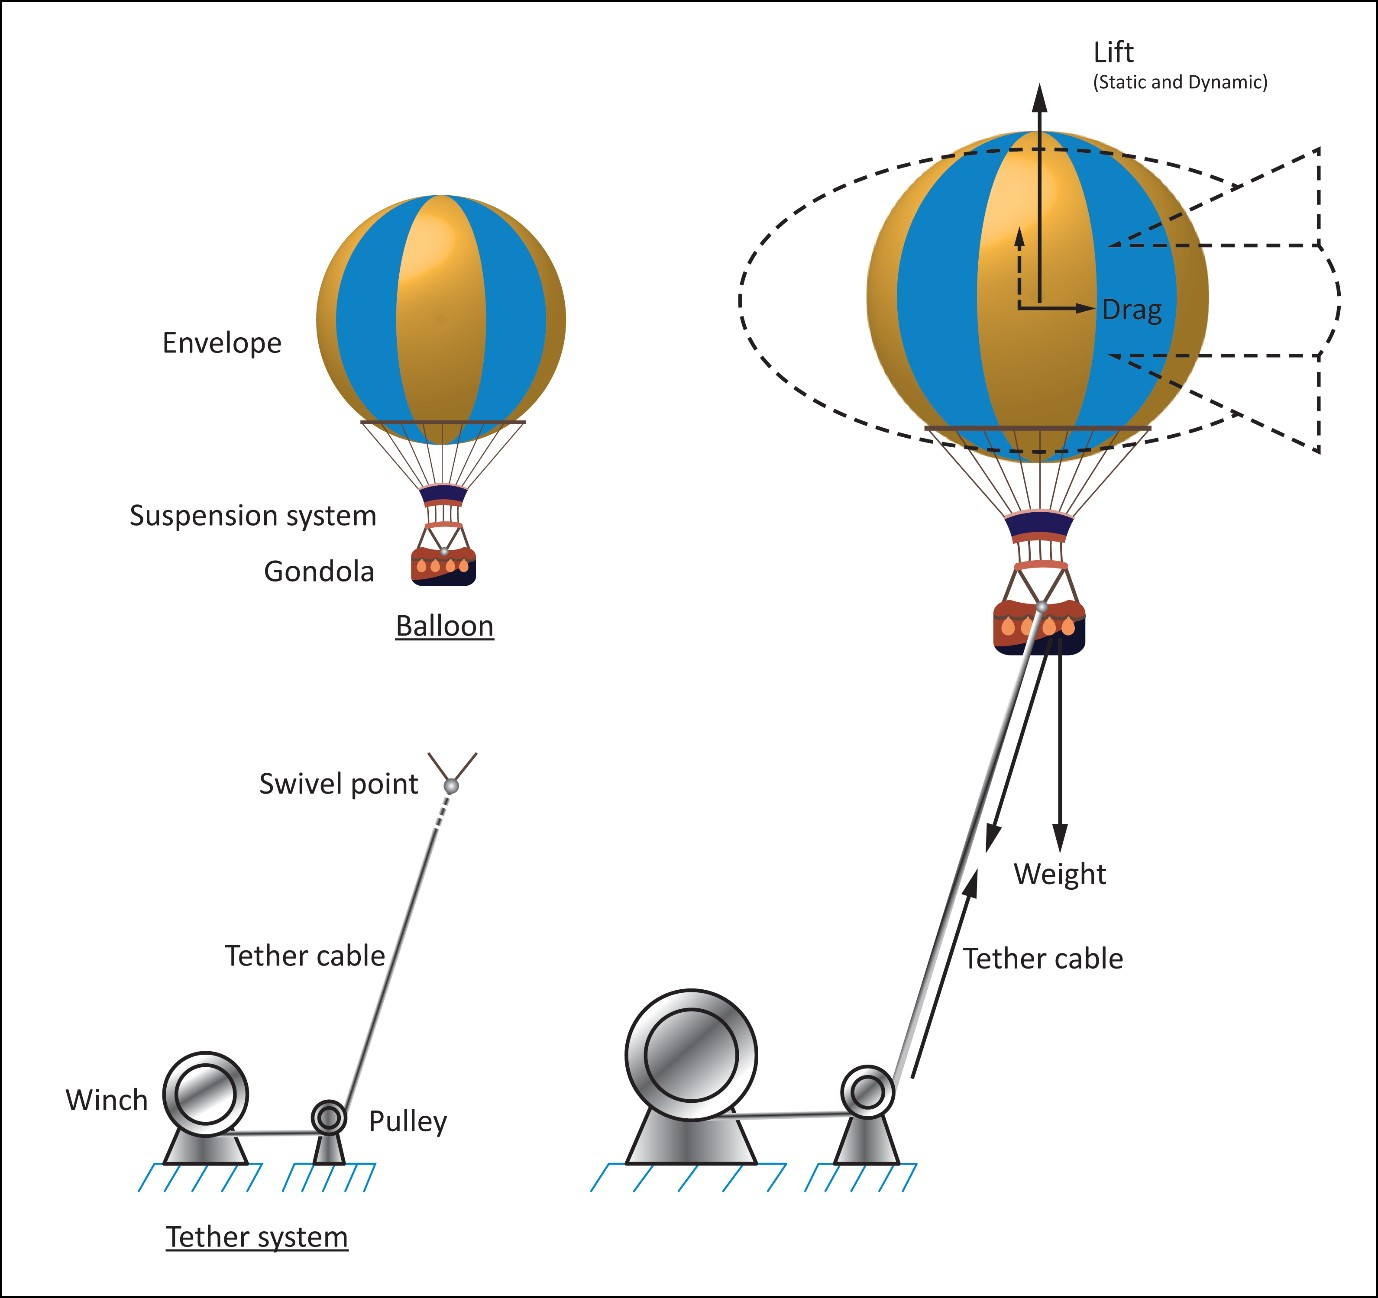 Envelope
Suspension system
Gondola
Balloon
Swivel point
Tether cable
Winch
Pulley
Tether system
Lift
(Static and Dynamic)
Drag
Weight
Tether cable